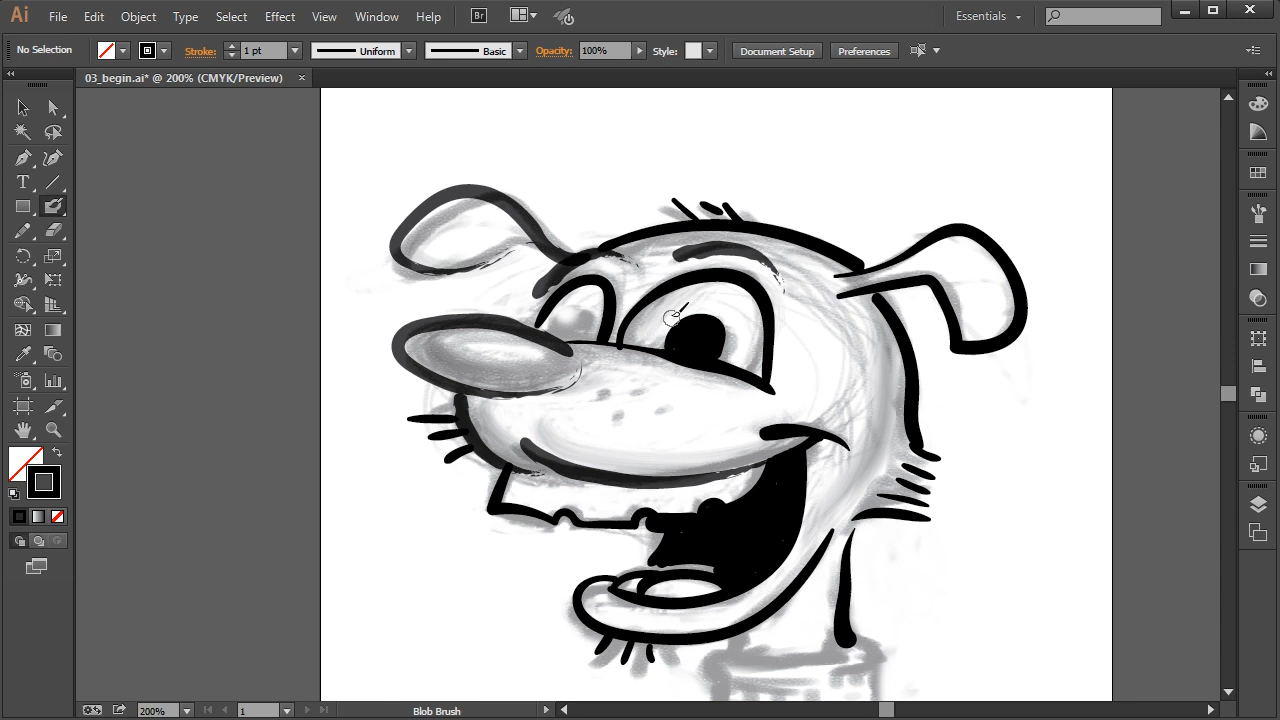 Ai File Edit Object Type Select Effect View Window Help Br Essentials
No Selection Stroke: 1 pt Uniform Basic Opacity: 100% Style: Document Setup Preferences
03_begin.ai* @ 200% (CMYK/Preview) ×
T
200% 1 Blob Brush